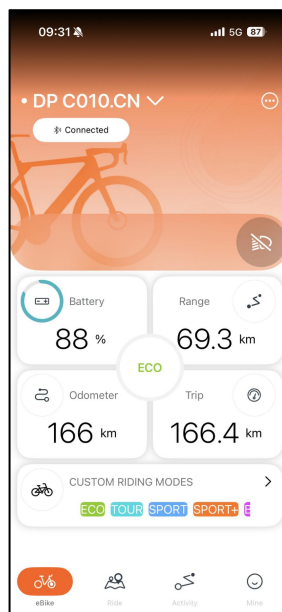 09:31 5G 87
DP C010.CN
Connected
Battery Range
88 % 69.3 km
ECO
Odometer Trip
166 km 166.4 km
CUSTOM RIDING MODES
ECO TOUR SPORT SPORT+
eBike Ride Activity Mine